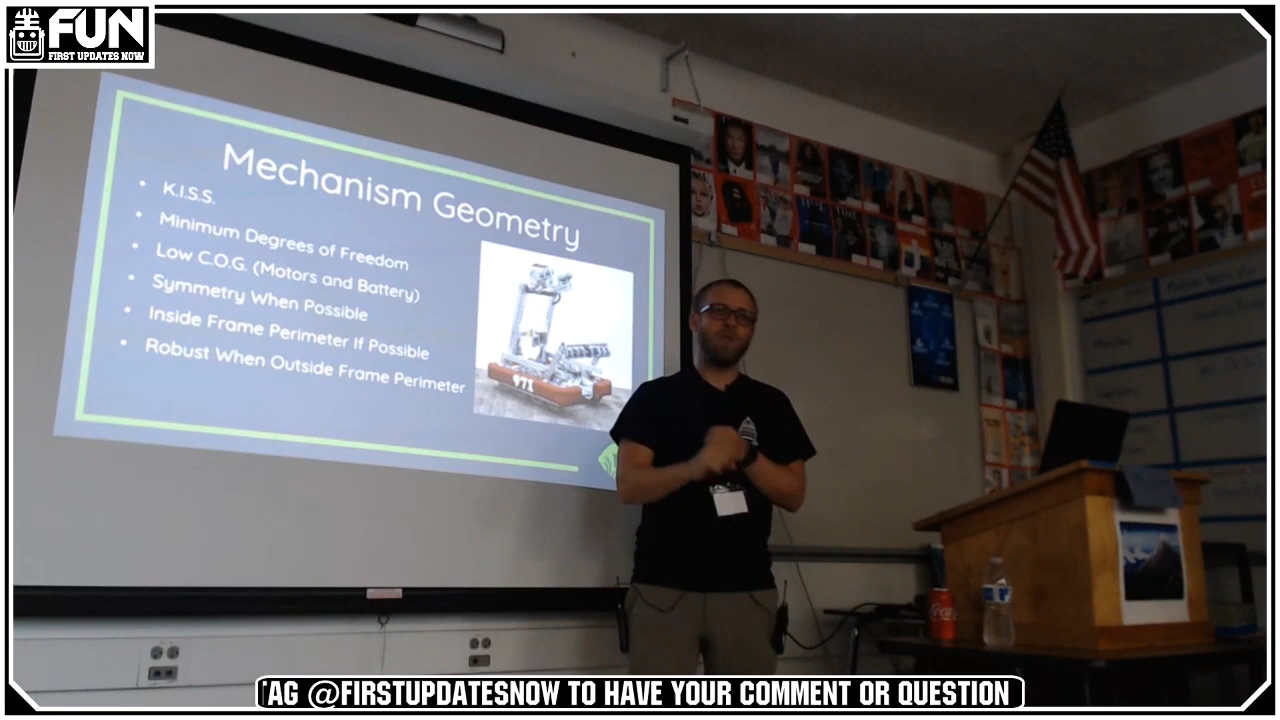 FUN
FIRST UPDATES NOW
Mechanism Geometry
• K.I.S.S.
• Minimum Degrees of Freedom
• Low C.O.G. (Motors and Battery)
• Symmetry When Possible
• Inside Frame Perimeter If Possible
• Robust When Outside Frame Perimeter
971
AG @FIRSTUPDATESNOW TO HAVE YOUR COMMENT OR QUESTION